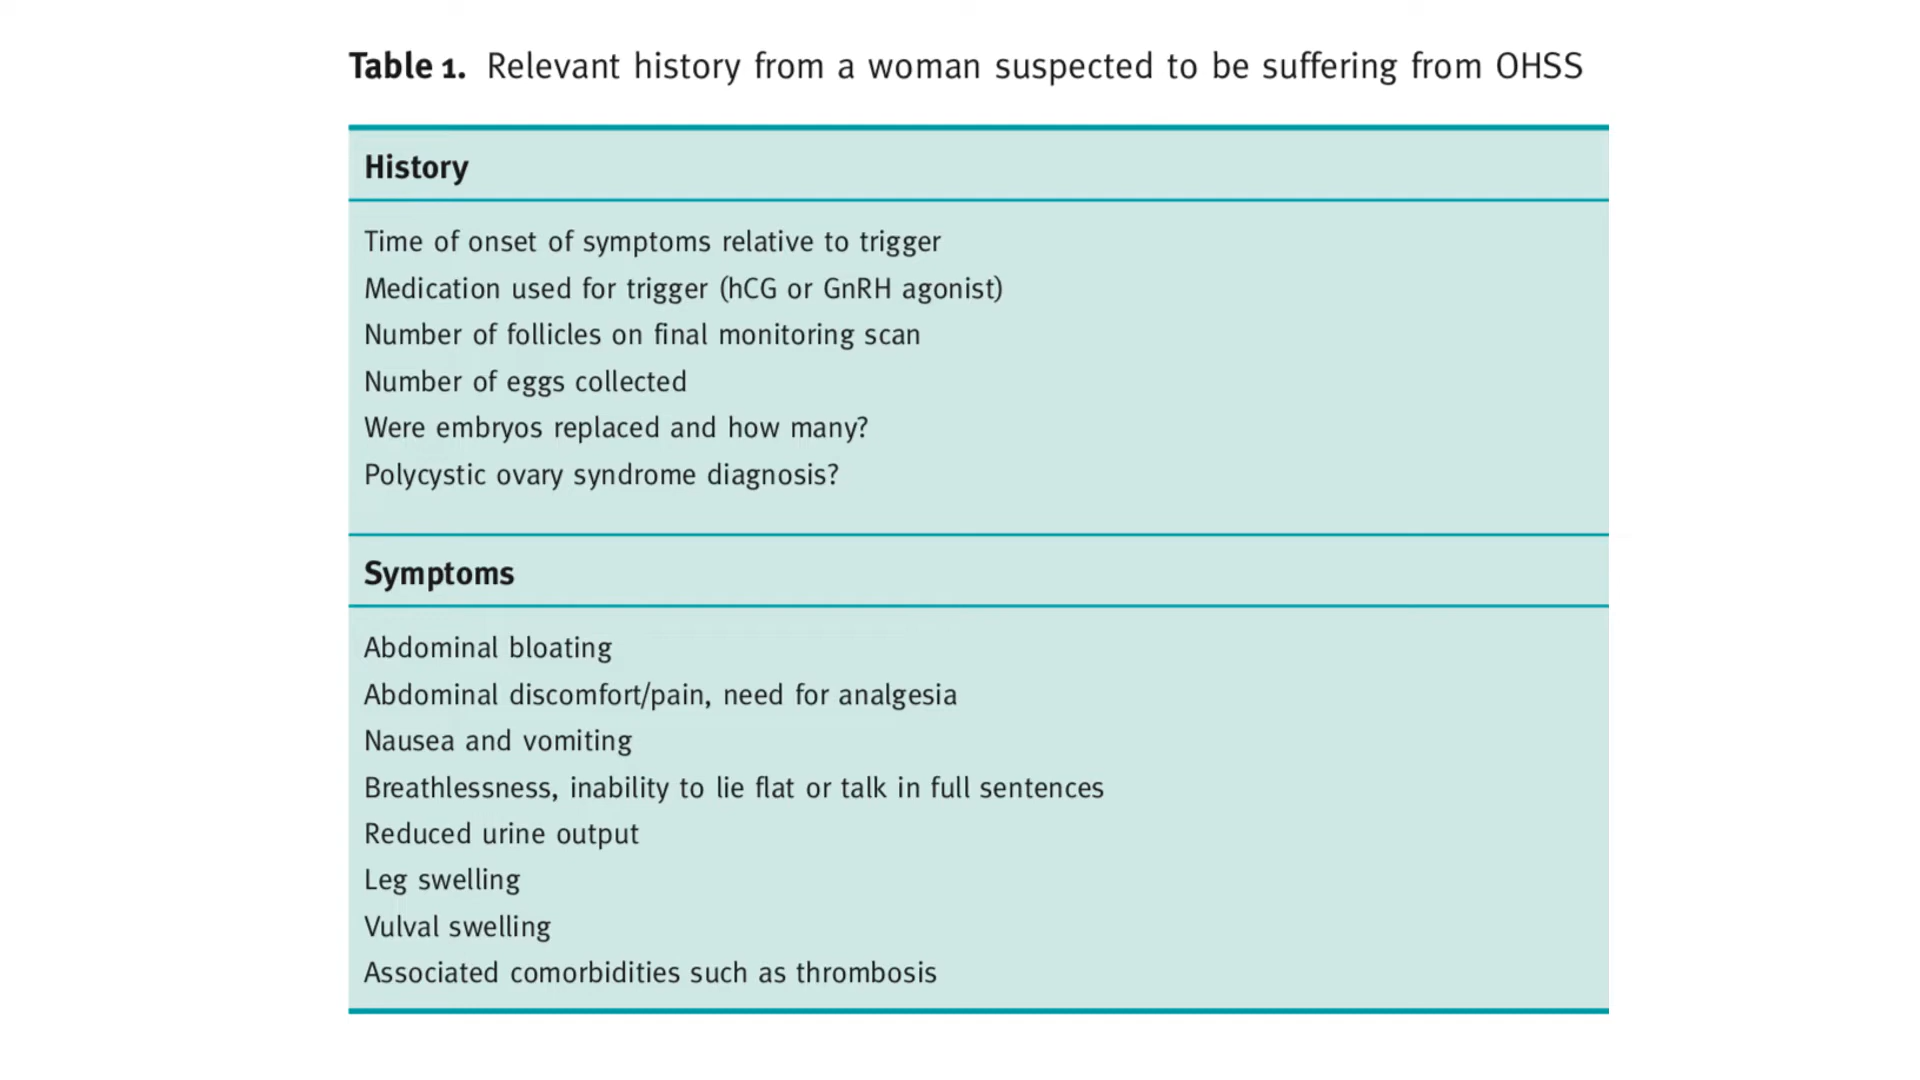 Table 1. Relevant history from a woman suspected to be suffering from OHSS
History
Time of onset of symptoms relative to trigger
Medication used for trigger (hCG or GnRH agonist)
Number of follicles on final monitoring scan
Number of eggs collected
Were embryos replaced and how many?
Polycystic ovary syndrome diagnosis?
Symptoms
Abdominal bloating
Abdominal discomfort/pain, need for analgesia
Nausea and vomiting
Breathlessness, inability to lie flat or talk in full sentences
Reduced urine output
Leg swelling
Vulval swelling
Associated comorbidities such as thrombosis